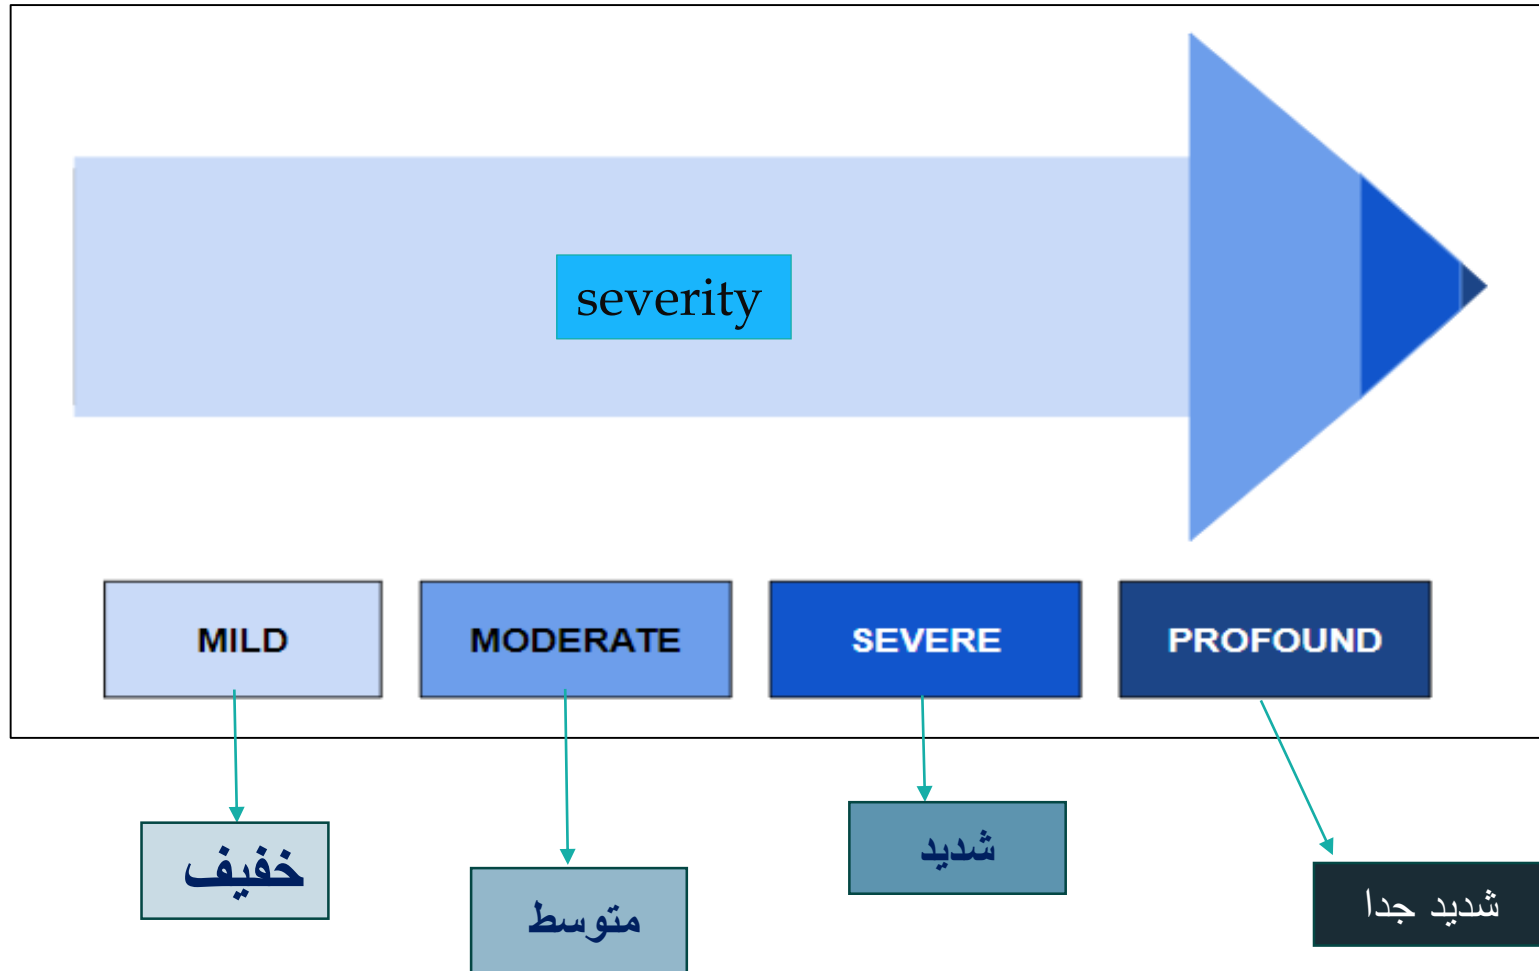 severity
MILD
MODERATE
SEVERE
PROFOUND
خفيف
متوسط
شديد
شديد جدا